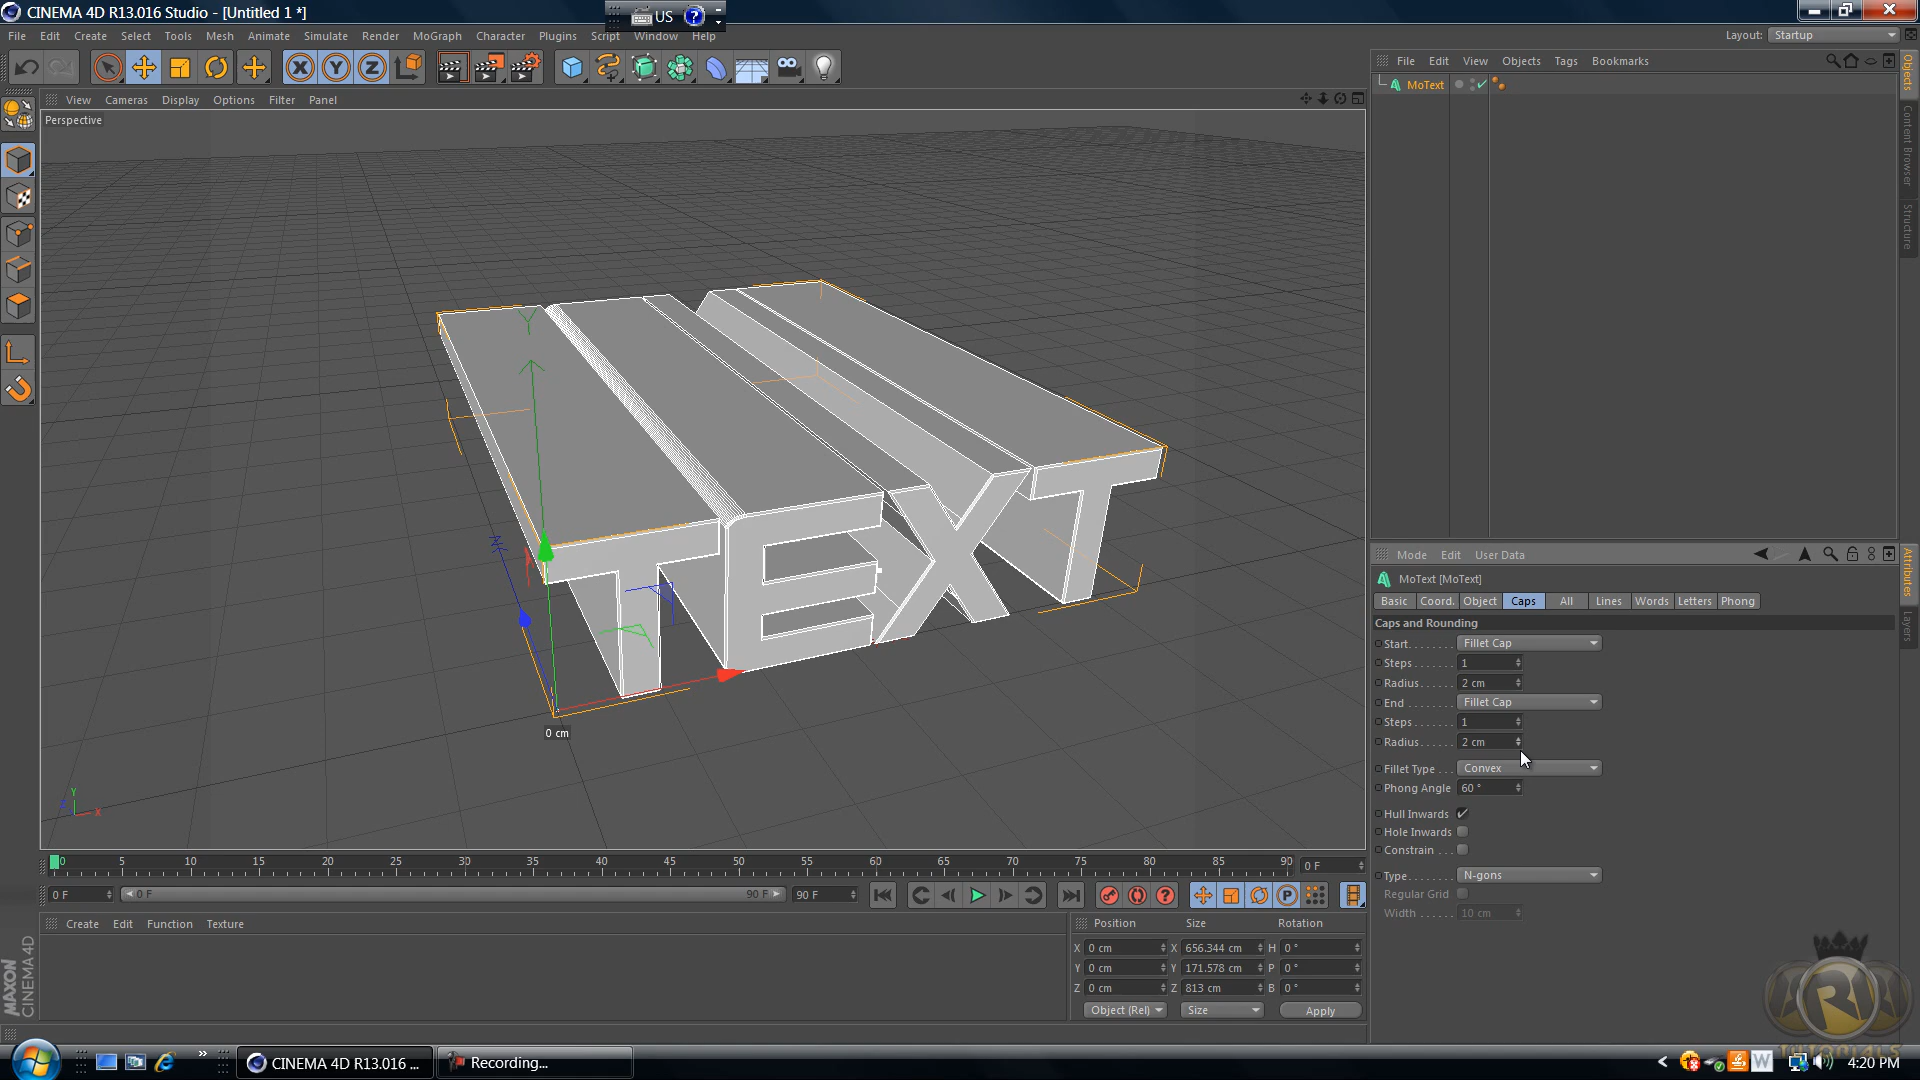 CINEMA 4D R13.016 Studio - [Untitled 1 *]
US ?
File Edit Create Select Tools Mesh Animate Simulate Render MoGraph Character Plugins Script Window Help
Layout: Startup
X Y Z
View Cameras Display Options Filter Panel
Perspective
File Edit View Objects Tags Bookmarks
MoText
Objects
Content Browser
Structure
Y
Z
TEXT
0 cm
Y
Z
X
Mode Edit User Data
MoText [MoText]
Basic Coord. Object Caps All Lines Words Letters Phong
Caps and Rounding
Start. . . . . . . . Fillet Cap
Steps . . . . . . 1
Radius. . . . . . 2 cm
End . . . . . . . . Fillet Cap
Steps . . . . . . 1
Radius. . . . . . 2 cm
Fillet Type . . . Convex
Phong Angle 60 °
Hull Inwards
Hole Inwards
Constrain . . .
Type. . . . . . . . N-gons
Regular Grid
Width . . . . . . 10 cm
Attributes
Layers
0 5 10 15 20 25 30 35 40 45 50 55 60 65 70 75 80 85 90 0 F
0 F 0 F 90 F 90 F ? P
Create Edit Function Texture
Position Size Rotation
X 0 cm X 656.344 cm H 0 °
Y 0 cm Y 171.578 cm P 0 °
Z 0 cm Z 813 cm B 0 °
Object (Rel) Size Apply
MAXON
CINEMA 4D
R
TUTORIALS
CINEMA 4D R13.016 ... Recording...
W 4:20 PM